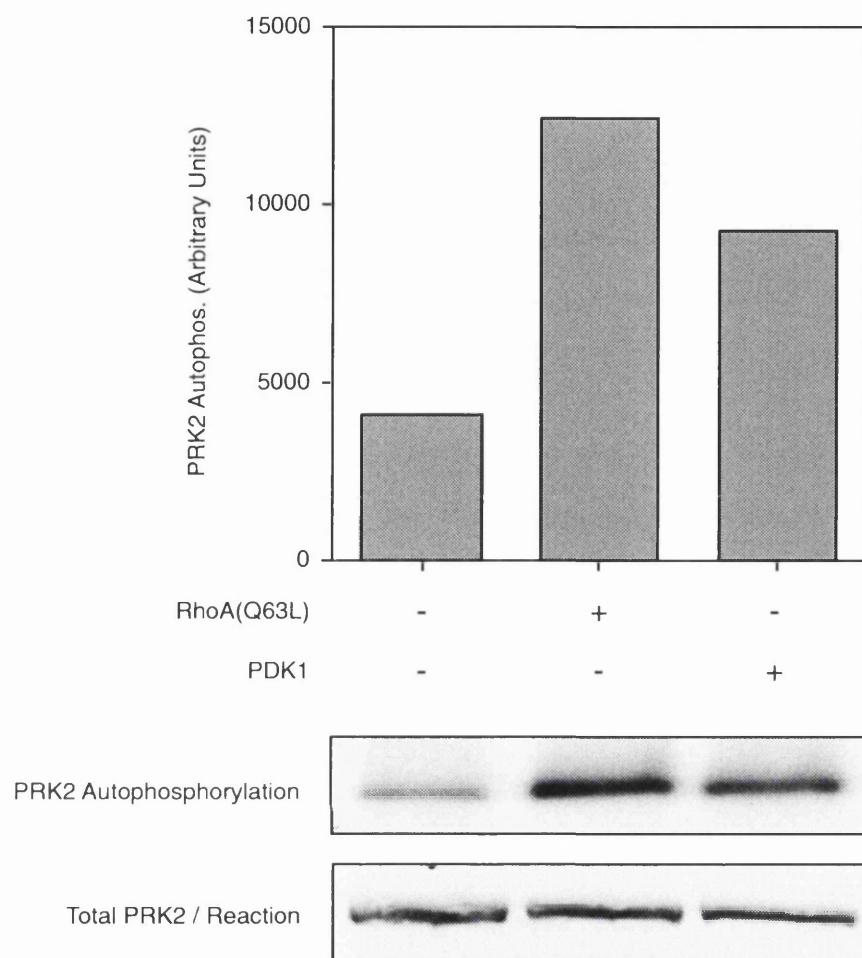 15000
10000
5000
0
PRK2 Autophos. (Arbitrary Units)
RhoA(Q63L) - + -
PDK1 - - +
PRK2 Autophosphorylation
Total PRK2 / Reaction